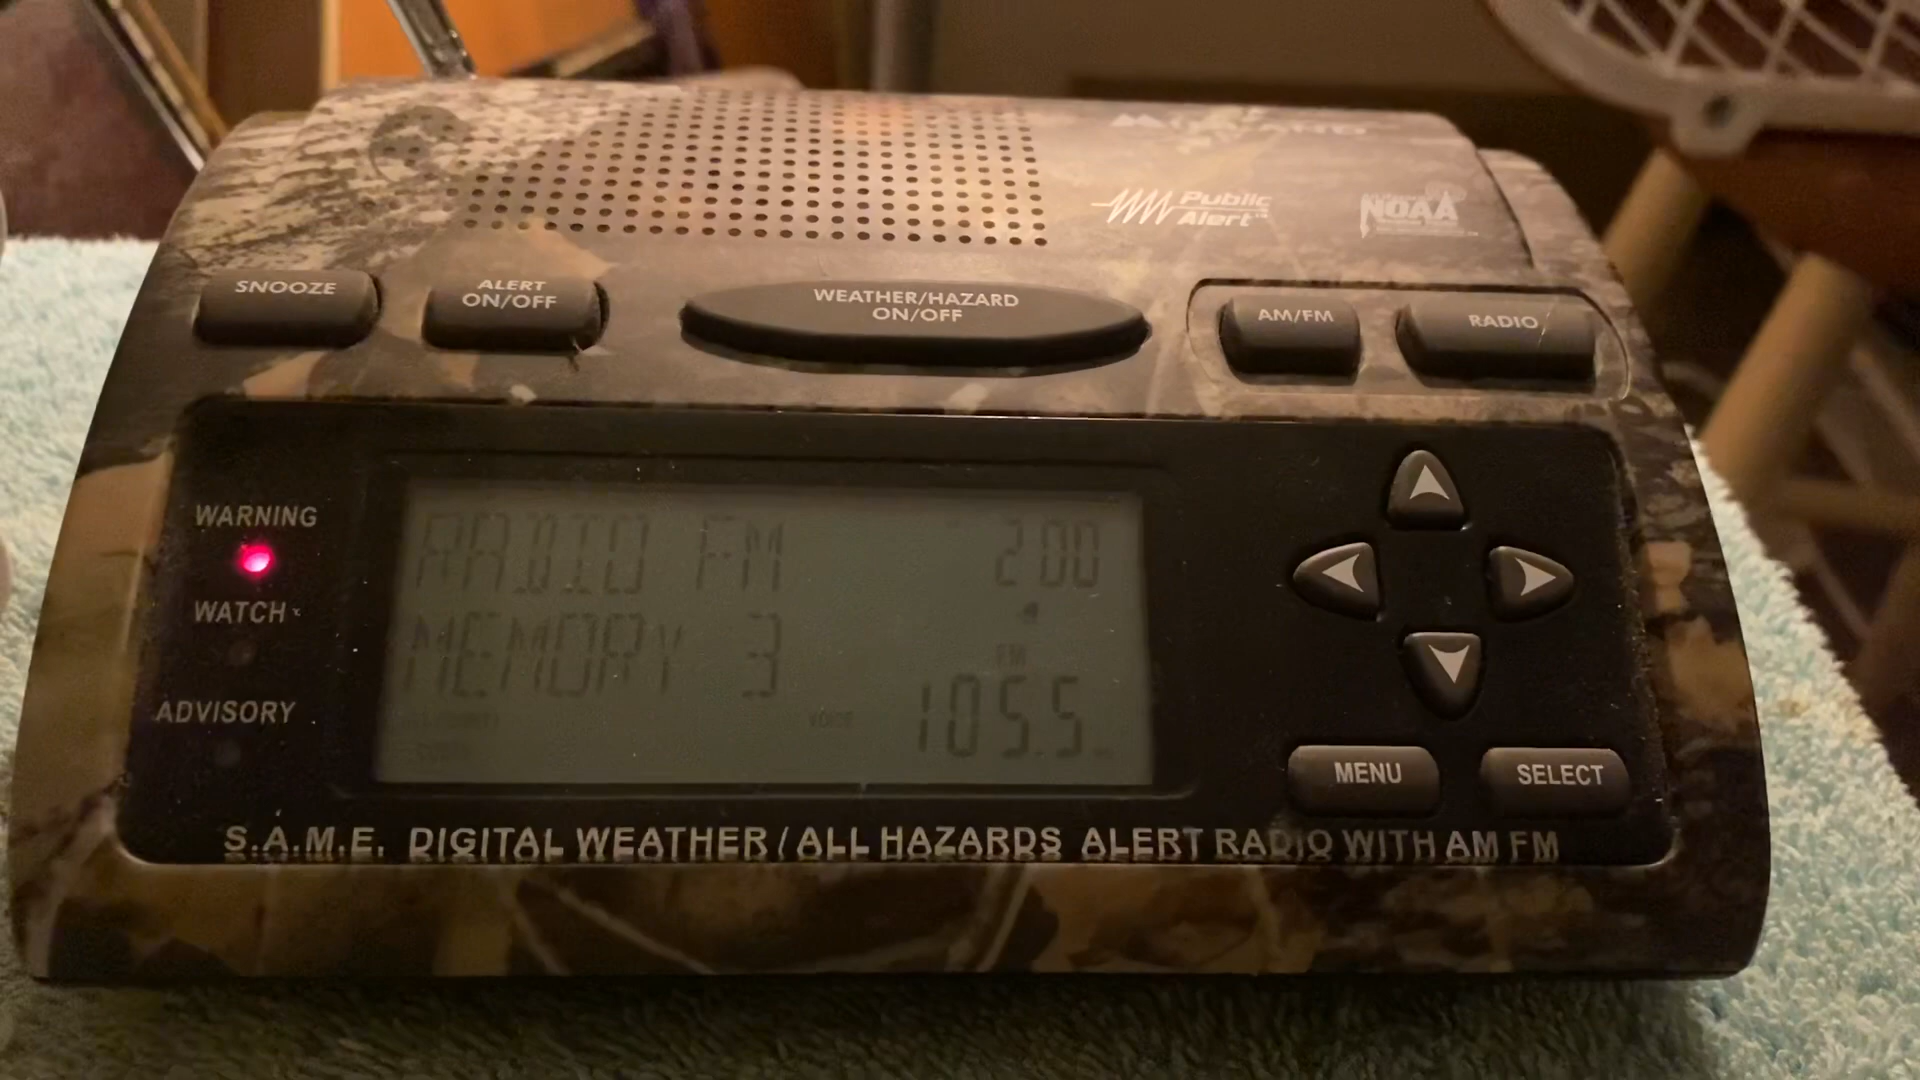 MIDLAND
Public
Alert
NOAA
SNOOZE
ALERT
ON/OFF
WEATHER/HAZARD
ON/OFF
AM/FM
RADIO
WARNING
WATCH
ADVISORY
RADIO FM 2:00
MEMORY 3
FM
105.5
MENU
SELECT
S.A.M.E. DIGITAL WEATHER / ALL HAZARDS ALERT RADIO WITH AM FM